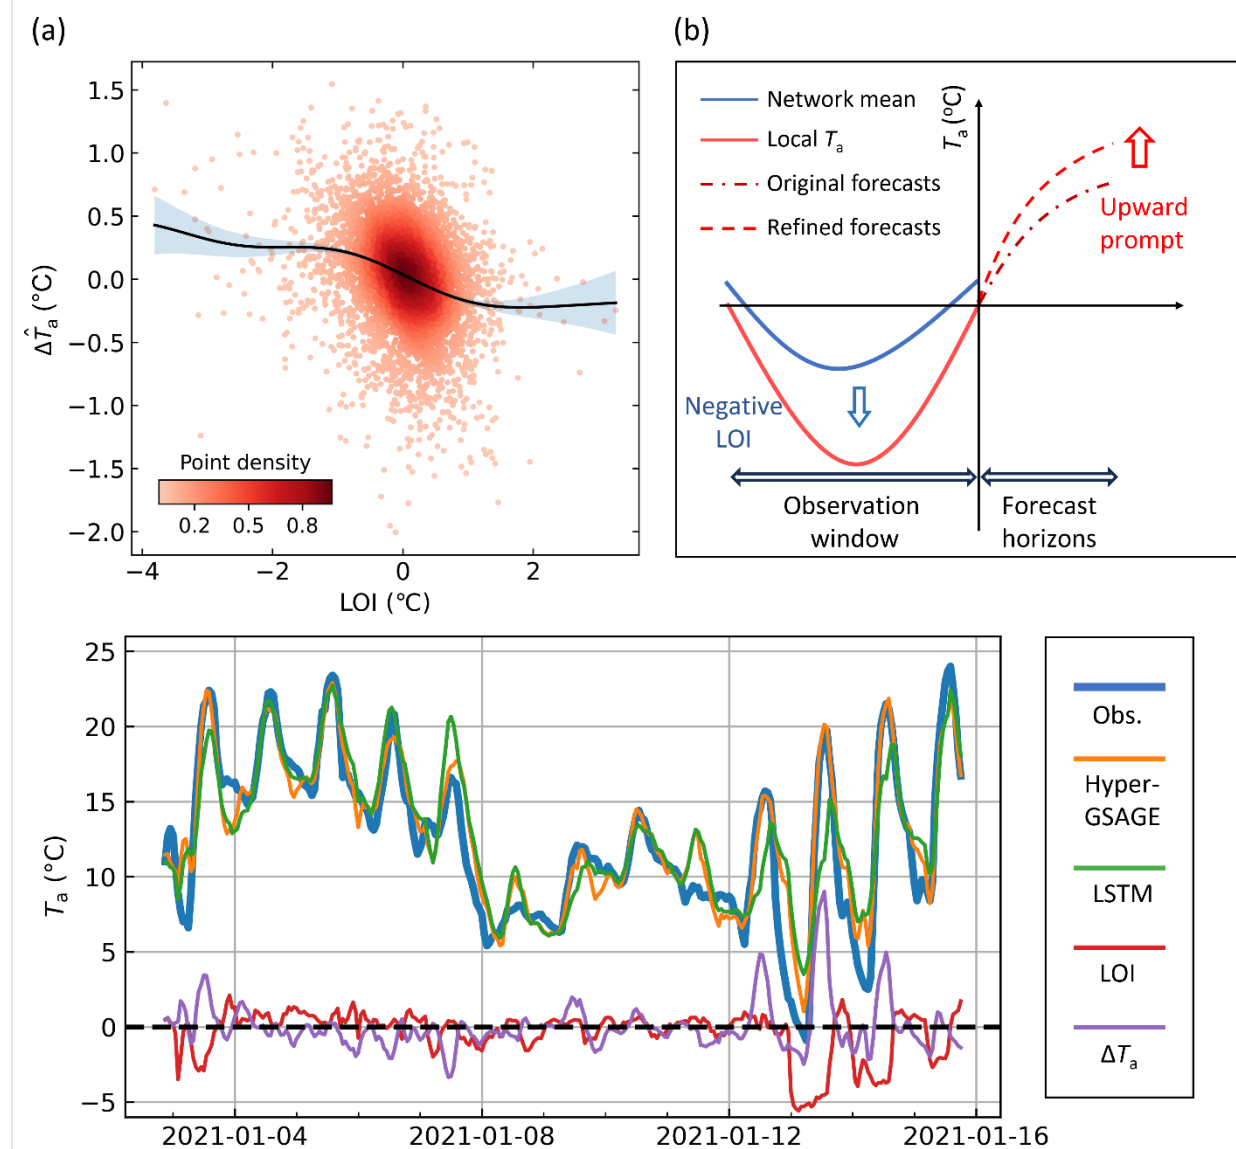 (a)
(b)
1.5
1.0
0.5
0.0
−0.5
−1.0
−1.5
−2.0
ΔT̂a (°C)
Point density
0.2 0.5 0.8
−4 −2 0 2
LOI (°C)
Network mean
Local Ta
Original forecasts
Refined forecasts
Ta (°C)
Upward
prompt
Negative
LOI
Observation
window
Forecast
horizons
25
20
15
10
5
0
−5
Ta (°C)
2021-01-04 2021-01-08 2021-01-12 2021-01-16
Obs.
Hyper-
GSAGE
LSTM
LOI
ΔTa